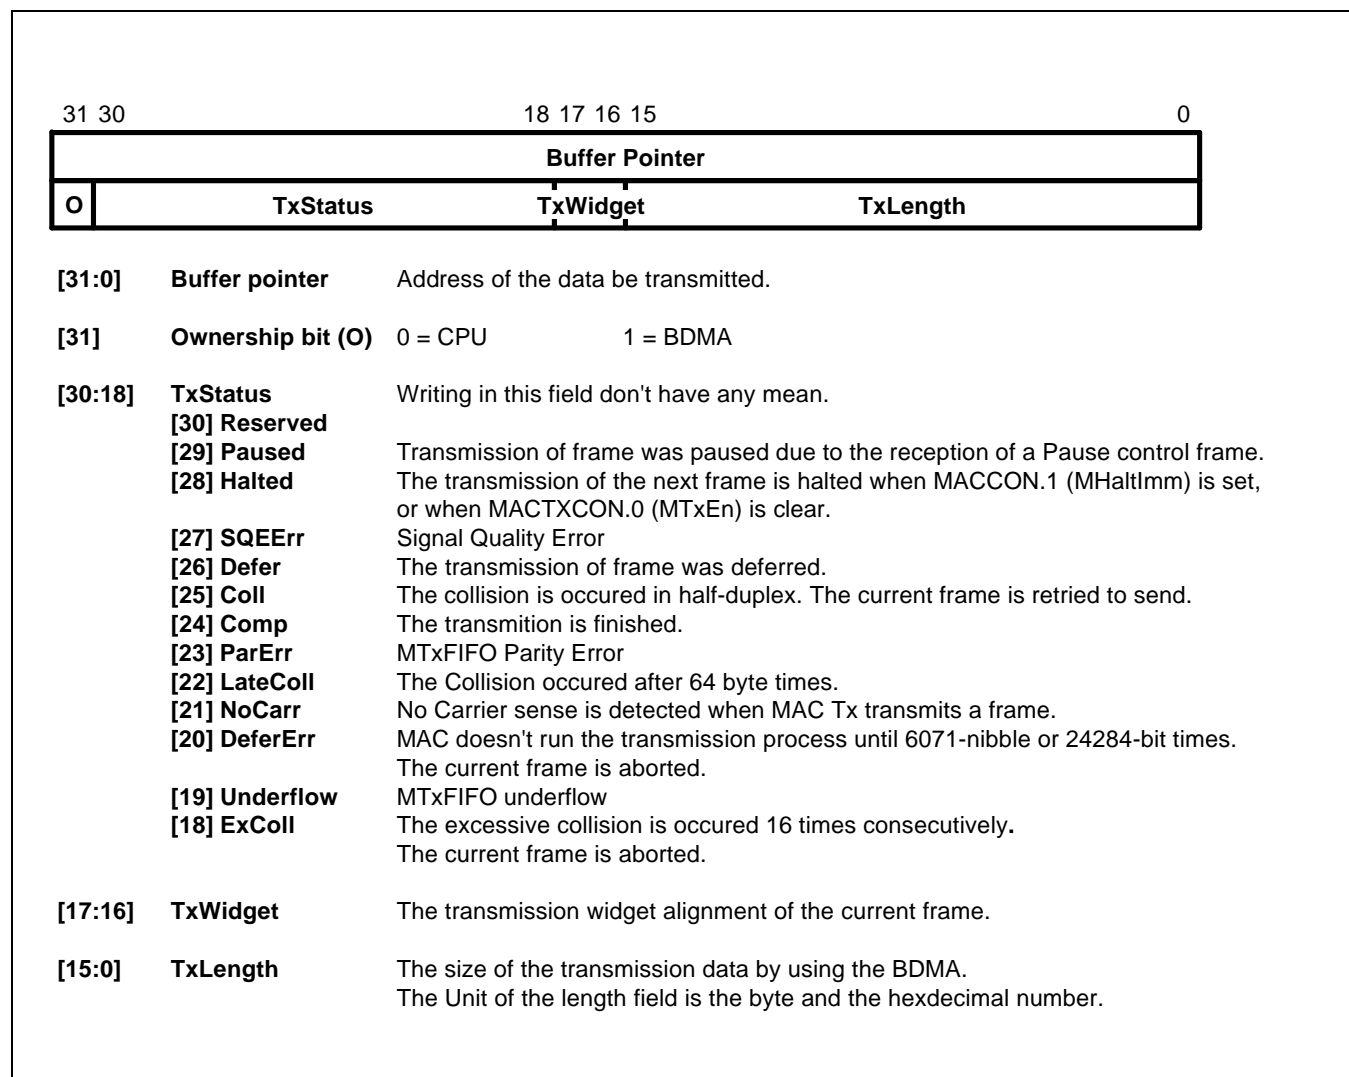 31 30 18 17 16 15 0
Buffer Pointer
O TxStatus TxWidget TxLength
[31:0] Buffer pointer Address of the data be transmitted.
[31] Ownership bit (O) 0 = CPU 1 = BDMA
[30:18] TxStatus Writing in this field don't have any mean.
[30] Reserved
[29] Paused Transmission of frame was paused due to the reception of a Pause control frame.
[28] Halted The transmission of the next frame is halted when MACCON.1 (MHaltImm) is set,
or when MACTXCON.0 (MTxEn) is clear.
[27] SQEErr Signal Quality Error
[26] Defer The transmission of frame was deferred.
[25] Coll The collision is occured in half-duplex. The current frame is retried to send.
[24] Comp The transmition is finished.
[23] ParErr MTxFIFO Parity Error
[22] LateColl The Collision occured after 64 byte times.
[21] NoCarr No Carrier sense is detected when MAC Tx transmits a frame.
[20] DeferErr MAC doesn't run the transmission process until 6071-nibble or 24284-bit times.
The current frame is aborted.
[19] Underflow MTxFIFO underflow
[18] ExColl The excessive collision is occured 16 times consecutively.
The current frame is aborted.
[17:16] TxWidget The transmission widget alignment of the current frame.
[15:0] TxLength The size of the transmission data by using the BDMA.
The Unit of the length field is the byte and the hexdecimal number.